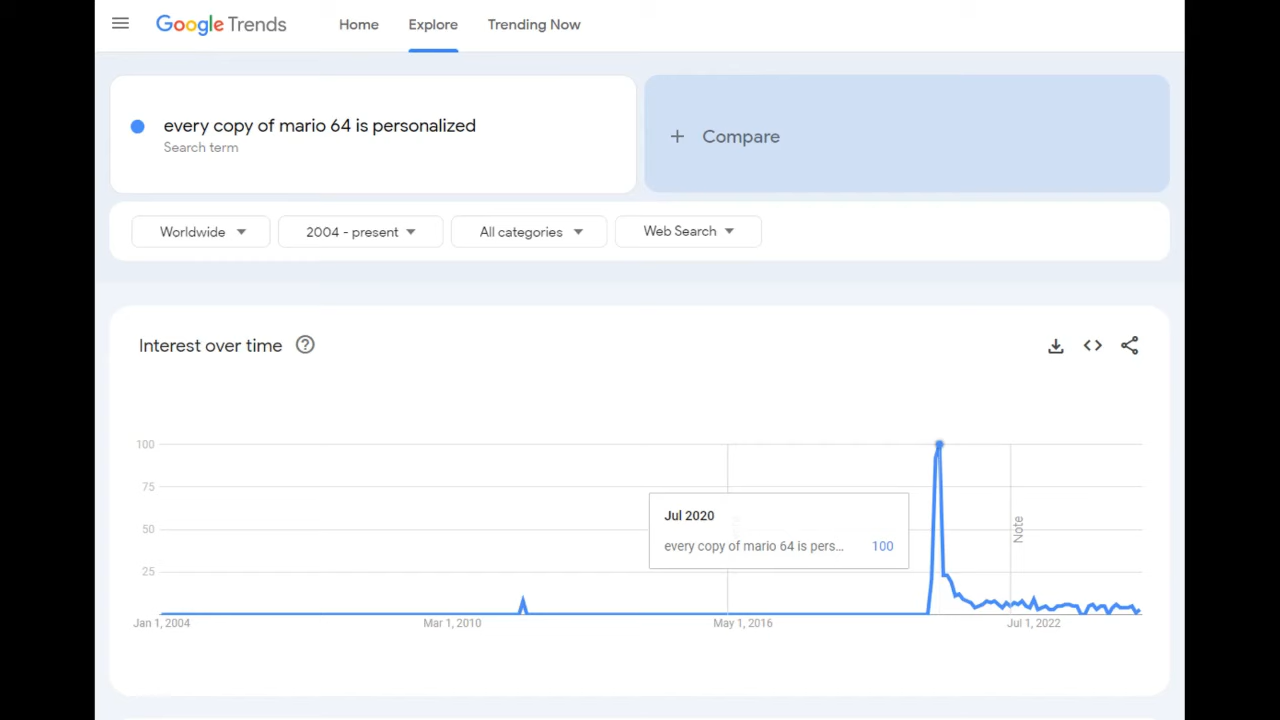 Google Trends Home Explore Trending Now
every copy of mario 64 is personalized
Search term
+ Compare
Worldwide 2004 - present All categories Web Search
Interest over time
100
75
50
25
Jul 2020
every copy of mario 64 is pers... 100
Note
Jan 1, 2004 Mar 1, 2010 May 1, 2016 Jul 1, 2022